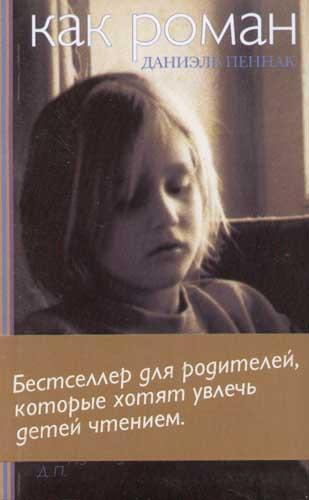 как роман
ДАНИЭЛЬ ПЕННАК
Бестселлер для родителей,
которые хотят увлечь
детей чтением.
Д.П.